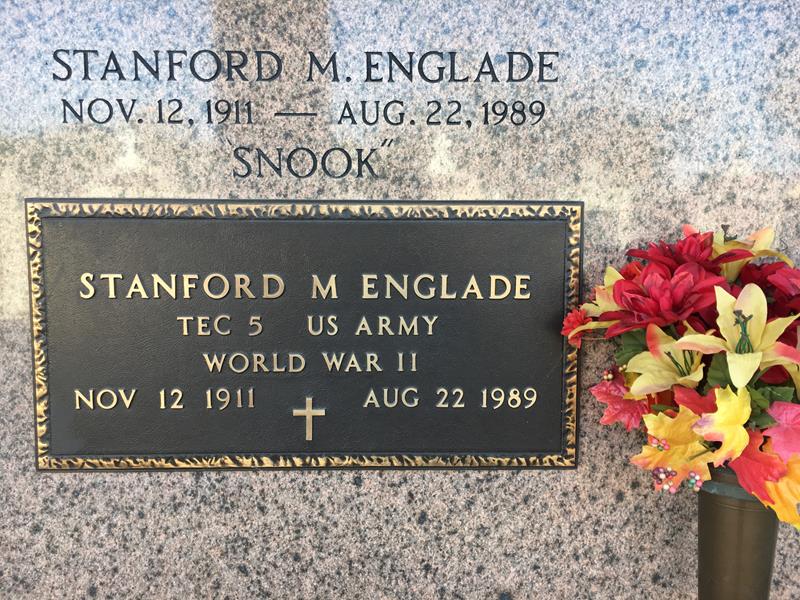 STANFORD M. ENGLADE
NOV. 12, 1911 — AUG. 22, 1989
"SNOOK"
STANFORD M ENGLADE
TEC 5 US ARMY
WORLD WAR II
NOV 12 1911 AUG 22 1989